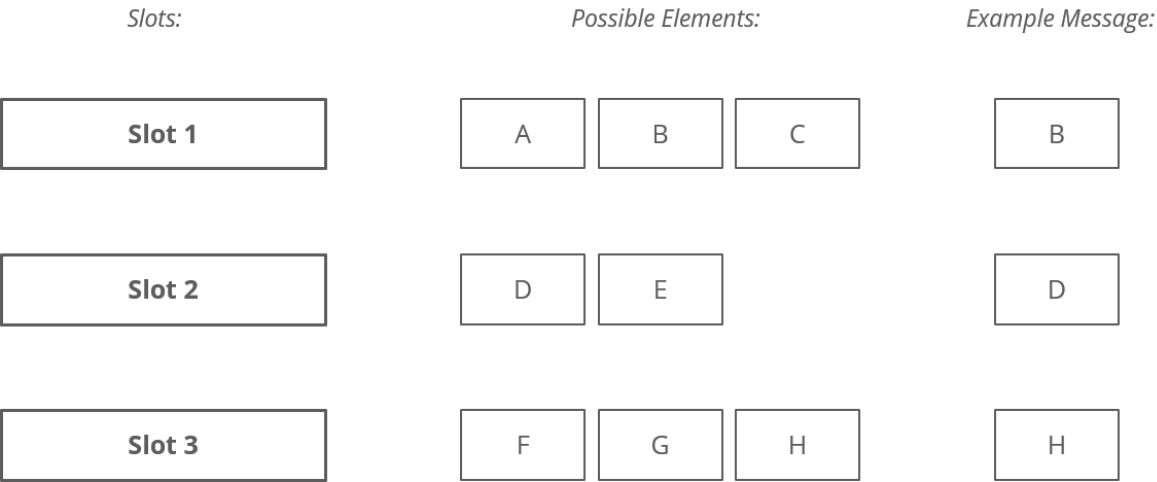 Slots: Possible Elements: Example Message:
Slot 1 A B C B
Slot 2 D E D
Slot 3 F G H H